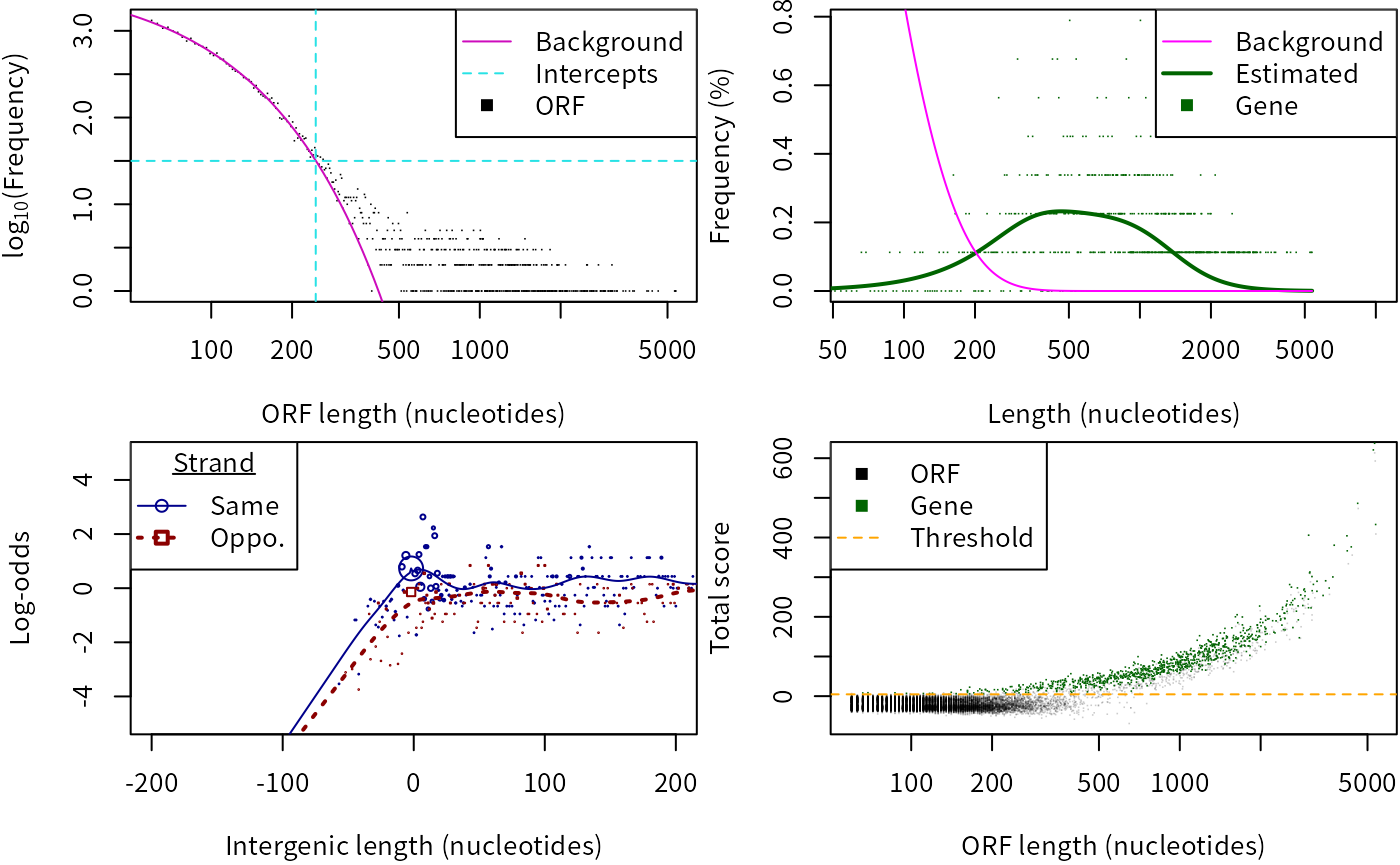 log10(Frequency)
3.0
2.0
1.0
0.0
Background
Intercepts
ORF
100 200 500 1000 5000
ORF length (nucleotides)
Frequency (%)
0.8
0.6
0.4
0.2
0.0
Background
Estimated
Gene
50 100 200 500 2000 5000
Length (nucleotides)
Log-odds
4
2
0
-2
-4
Strand
Same
Oppo.
-200 -100 0 100 200
Intergenic length (nucleotides)
Total score
600
400
200
0
ORF
Gene
Threshold
100 200 500 1000 5000
ORF length (nucleotides)